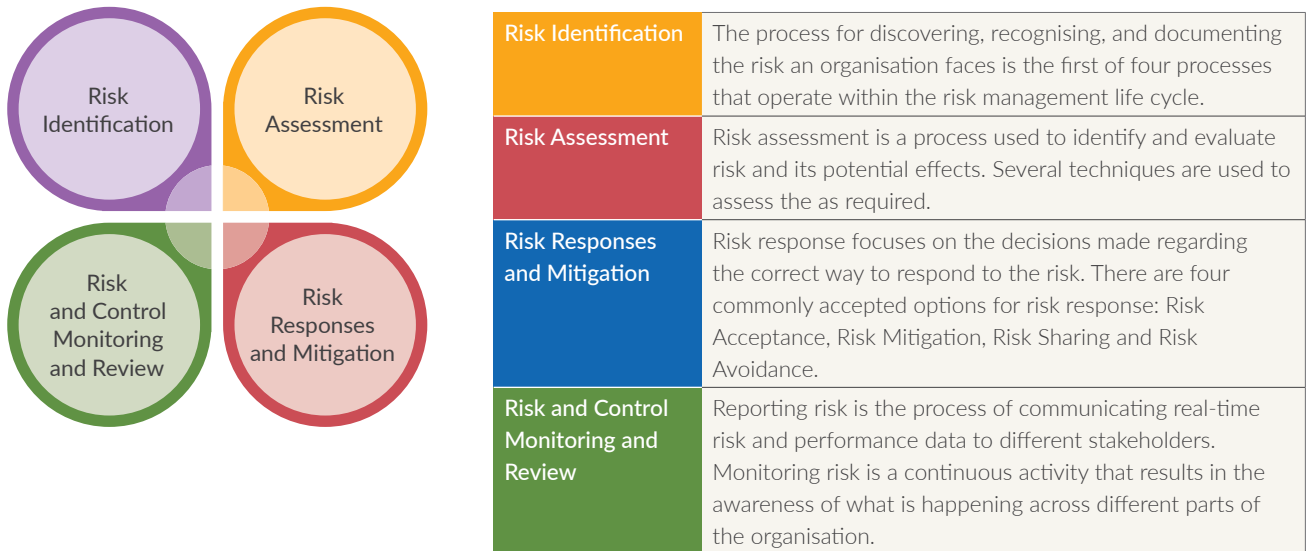 Risk
Identification
Risk
Assessment
Risk
and Control
Monitoring
and Review
Risk
Responses
and Mitigation
Risk Identification
The process for discovering, recognising, and documenting
the risk an organisation faces is the first of four processes
that operate within the risk management life cycle.
Risk Assessment
Risk assessment is a process used to identify and evaluate
risk and its potential effects. Several techniques are used to
assess the as required.
Risk Responses
and Mitigation
Risk response focuses on the decisions made regarding
the correct way to respond to the risk. There are four
commonly accepted options for risk response: Risk
Acceptance, Risk Mitigation, Risk Sharing and Risk
Avoidance.
Risk and Control
Monitoring and
Review
Reporting risk is the process of communicating real-time
risk and performance data to different stakeholders.
Monitoring risk is a continuous activity that results in the
awareness of what is happening across different parts of
the organisation.